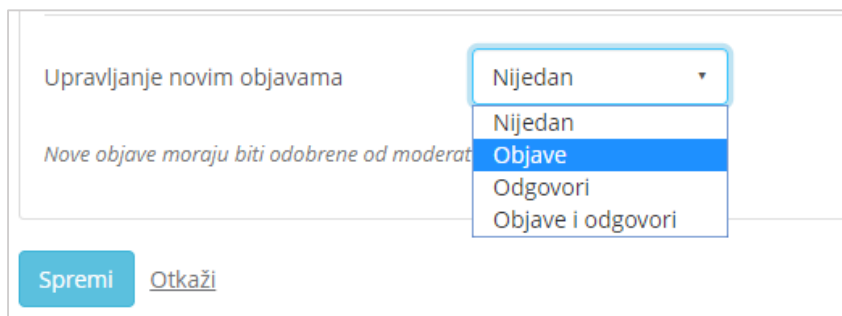 Upravljanje novim objavama
Nijedan
Nijedan
Nove objave moraju biti odobrene od moderat
Objave
Odgovori
Objave i odgovori
Spremi Otkaži